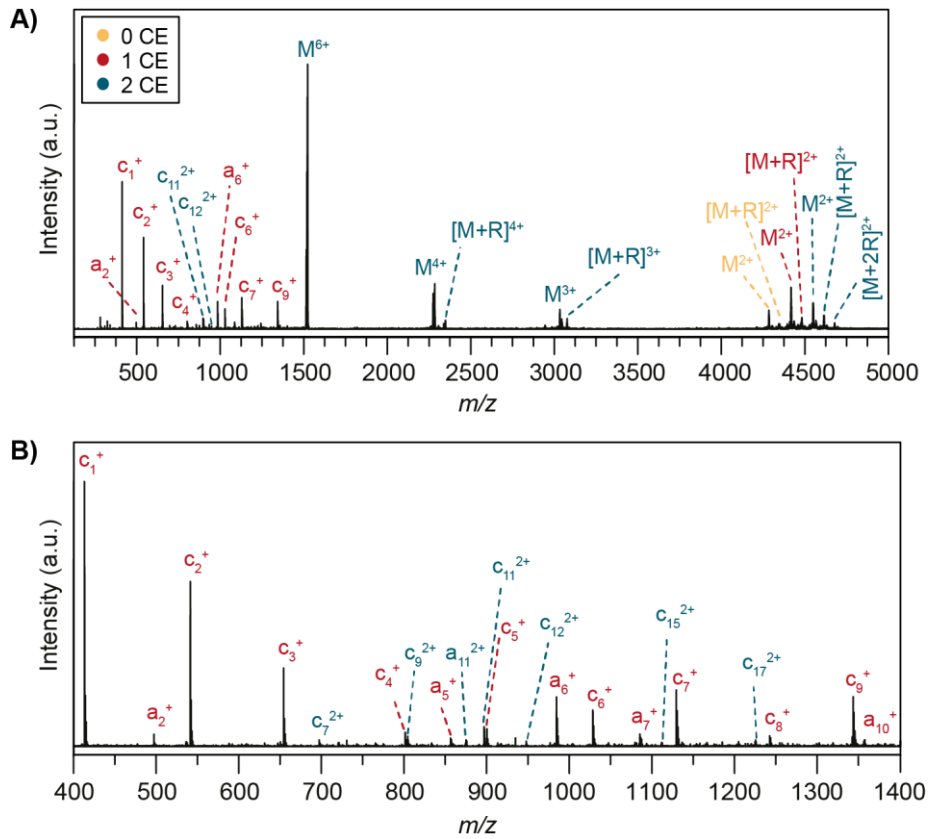 A)
0 CE
1 CE
2 CE
M⁶⁺
c₁⁺
a₂⁺
c₂⁺
c₃⁺
c₄⁺
c₁₁²⁺
c₁₂²⁺
a₆⁺
c₆⁺
c₇⁺
c₉⁺
M⁴⁺
[M+R]⁴⁺
M³⁺
[M+R]³⁺
M²⁺
[M+R]²⁺
M²⁺
[M+R]²⁺
M²⁺
[M+R]²⁺
[M+2R]²⁺
Intensity (a.u.)
500 1000 1500 2000 2500 3000 3500 4000 4500 5000
m/z
B)
c₁⁺
a₂⁺
c₂⁺
c₃⁺
c₇²⁺
c₄⁺
c₉²⁺
a₅⁺
a₁₁²⁺
c₁₁²⁺
c₅⁺
c₁₂²⁺
a₆⁺
c₆⁺
a₇⁺
c₁₅²⁺
c₇⁺
c₁₇²⁺
c₈⁺
c₉⁺
a₁₀⁺
Intensity (a.u.)
400 500 600 700 800 900 1000 1100 1200 1300 1400
m/z